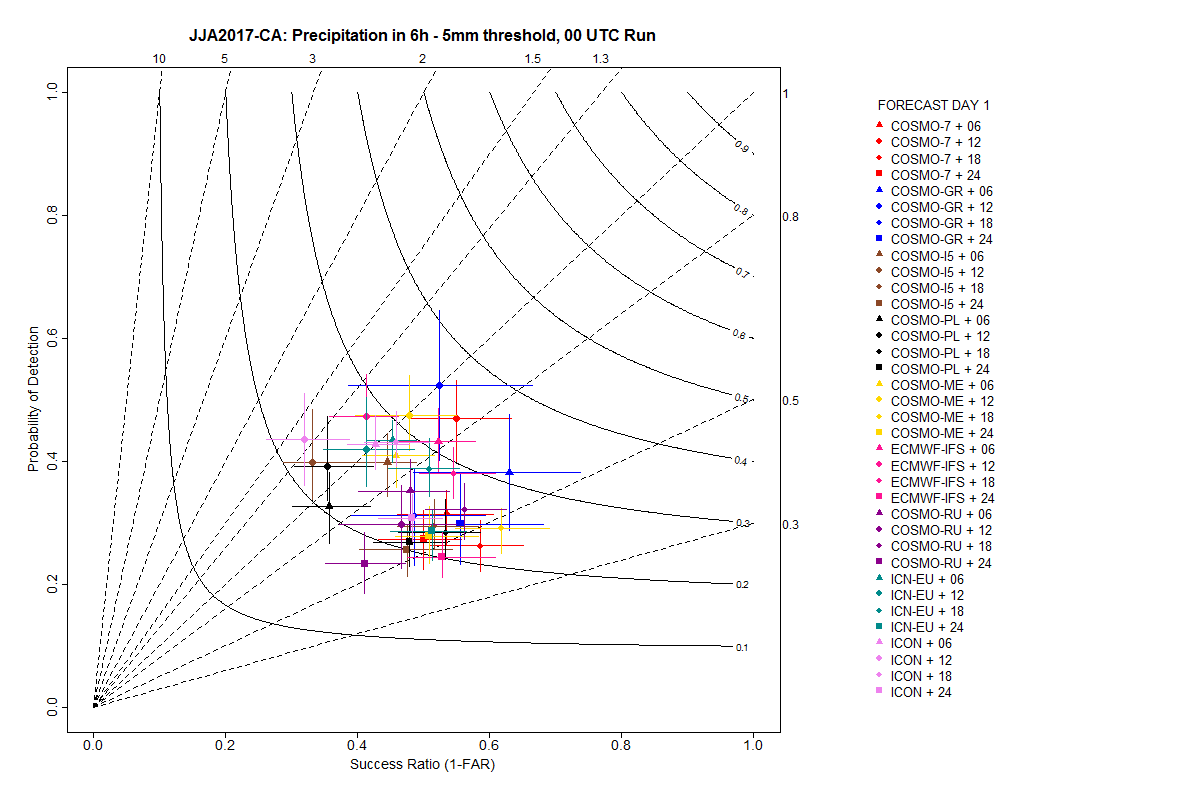 JJA2017-CA: Precipitation in 6h - 5mm threshold, 00 UTC Run
10 5 3 2 1.5 1.3
1
0.8
0.5
0.3
0.9
0.8
0.7
0.6
0.5
0.4
0.3
0.2
0.1
Probability of Detection
1.0
0.8
0.6
0.4
0.2
0.0
0.0 0.2 0.4 0.6 0.8 1.0
Success Ratio (1-FAR)
FORECAST DAY 1
COSMO-7 + 06
COSMO-7 + 12
COSMO-7 + 18
COSMO-7 + 24
COSMO-GR + 06
COSMO-GR + 12
COSMO-GR + 18
COSMO-GR + 24
COSMO-I5 + 06
COSMO-I5 + 12
COSMO-I5 + 18
COSMO-I5 + 24
COSMO-PL + 06
COSMO-PL + 12
COSMO-PL + 18
COSMO-PL + 24
COSMO-ME + 06
COSMO-ME + 12
COSMO-ME + 18
COSMO-ME + 24
ECMWF-IFS + 06
ECMWF-IFS + 12
ECMWF-IFS + 18
ECMWF-IFS + 24
COSMO-RU + 06
COSMO-RU + 12
COSMO-RU + 18
COSMO-RU + 24
ICN-EU + 06
ICN-EU + 12
ICN-EU + 18
ICN-EU + 24
ICON + 06
ICON + 12
ICON + 18
ICON + 24